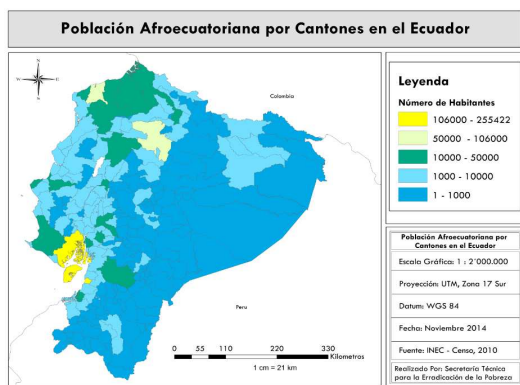 Población Afroecuatoriana por Cantones en el Ecuador
N
W
S
Colombia
Peru
0 55 110 220 330
Kilometros
1 cm = 21 km
Leyenda
Número de Habitantes
106000 - 255422
50000 - 106000
10000 - 50000
1000 - 10000
1 - 1000
Población Afroecuatoriana por
Cantones en el Ecuador
Escala Gráfica: 1 : 2´000.000
Proyección: UTM, Zona 17 Sur
Datum: WGS 84
Fecha: Noviembre 2014
Fuente: INEC - Censo, 2010
Realizado Por: Secretaría Técnica
para la Erradicación de la Pobreza